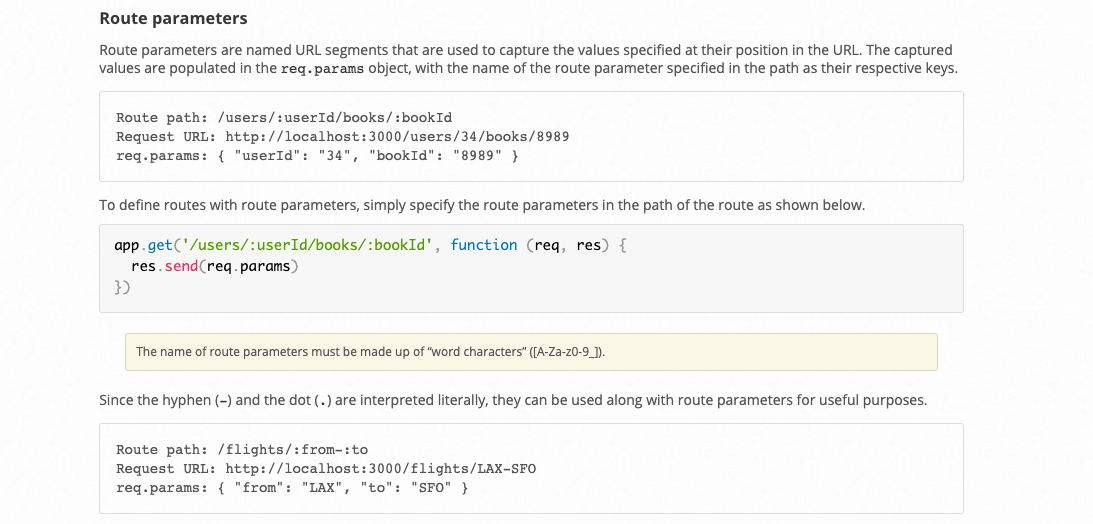 Route parameters
Route parameters are named URL segments that are used to capture the values specified at their position in the URL. The captured
values are populated in the req.params object, with the name of the route parameter specified in the path as their respective keys.
Route path: /users/:userId/books/:bookId
Request URL: http://localhost:3000/users/34/books/8989
req.params: { "userId": "34", "bookId": "8989" }
To define routes with route parameters, simply specify the route parameters in the path of the route as shown below.
app.get('/users/:userId/books/:bookId', function (req, res) {
  res.send(req.params)
})
The name of route parameters must be made up of “word characters” ([A-Za-z0-9_]).
Since the hyphen (-) and the dot (.) are interpreted literally, they can be used along with route parameters for useful purposes.
Route path: /flights/:from-:to
Request URL: http://localhost:3000/flights/LAX-SFO
req.params: { "from": "LAX", "to": "SFO" }